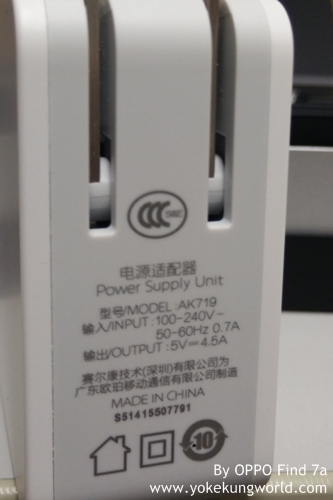 CCC S&E
电源适配器
Power Supply Unit
型号/MODEL :AK719
输入/INPUT :100-240V~
50-60Hz 0.7A
输出/OUTPUT :5V⎓4.5A
赛尔康技术(深圳)有限公司为
广东欧珀移动通信有限公司制造
MADE IN CHINA
S51415507791
10
By OPPO Find 7a
www.yokekungworld.com